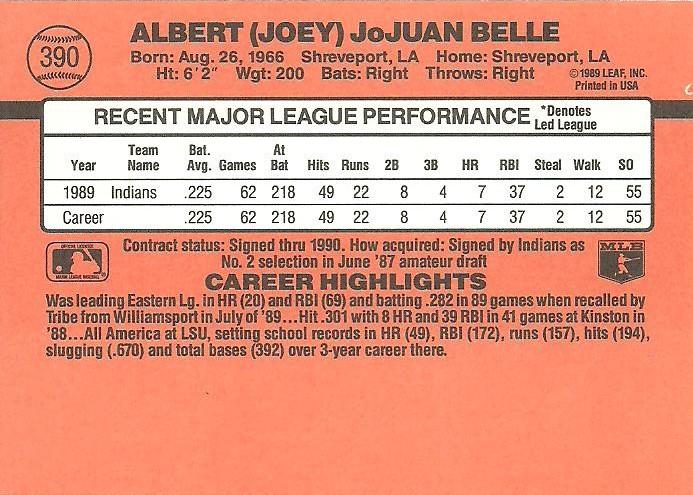 390
ALBERT (JOEY) JoJUAN BELLE
Born: Aug. 26, 1966 Shreveport, LA Home: Shreveport, LA
Ht: 6'2" Wgt: 200 Bats: Right Throws: Right
©1989 LEAF, INC.
Printed in USA
RECENT MAJOR LEAGUE PERFORMANCE *Denotes Led League
Year Team Name Bat. Avg. Games At Bat Hits Runs 2B 3B HR RBI Steal Walk SO
1989 Indians .225 62 218 49 22 8 4 7 37 2 12 55
Career .225 62 218 49 22 8 4 7 37 2 12 55
OFFICIAL LICENSEE
MAJOR LEAGUE BASEBALL
Contract status: Signed thru 1990. How acquired: Signed by Indians as
No. 2 selection in June '87 amateur draft
MLB
CAREER HIGHLIGHTS
Was leading Eastern Lg. in HR (20) and RBI (69) and batting .282 in 89 games when recalled by
Tribe from Williamsport in July of '89...Hit .301 with 8 HR and 39 RBI in 41 games at Kinston in
'88...All America at LSU, setting school records in HR (49), RBI (172), runs (157), hits (194),
slugging (.670) and total bases (392) over 3-year career there.